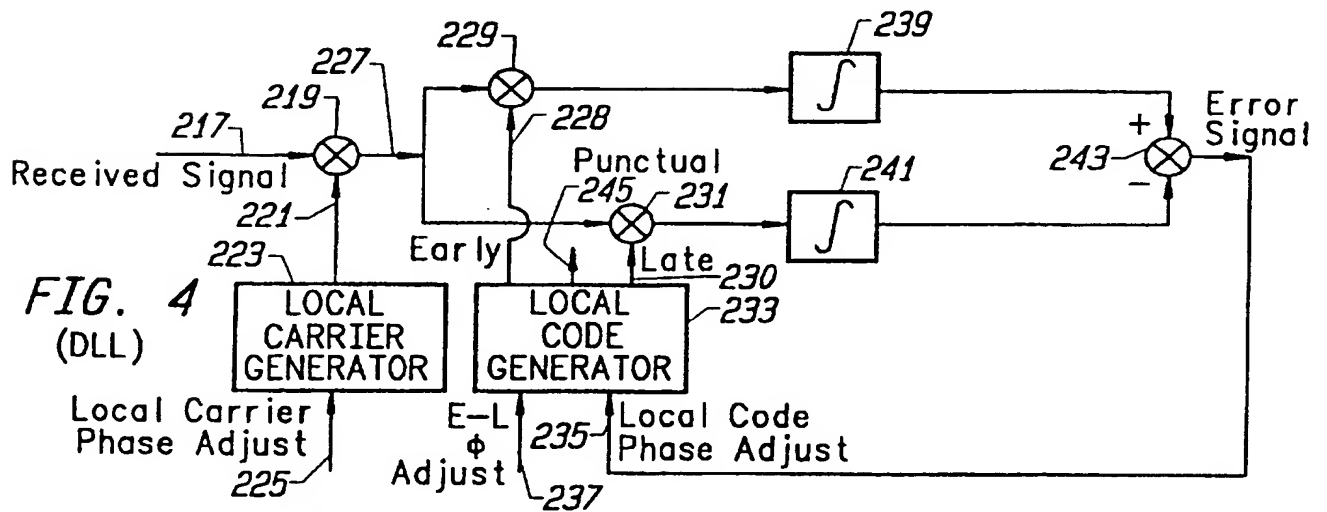 229
239
227
219
217
228
Error
Signal
+
243
-
Received Signal
Punctual
245
231
241
221
Early
Late
230
223
FIG. 4
(DLL)
LOCAL
CARRIER
GENERATOR
LOCAL
CODE
GENERATOR
233
Local Carrier
Phase Adjust
225
E-L
φ
Adjust
237
235
Local Code
Phase Adjust
∫
∫